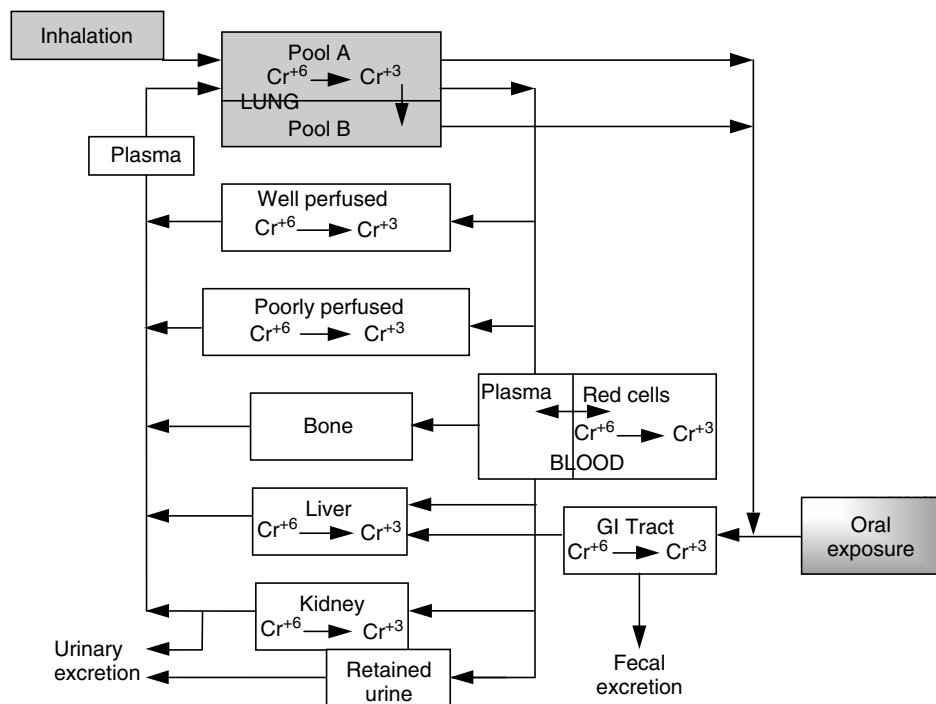 Inhalation
Pool A
Cr+6 Cr+3
LUNG
Pool B
Plasma
Well perfused
Cr+6 Cr+3
Poorly perfused
Cr+6 Cr+3
Plasma Red cells
Cr+6 Cr+3
BLOOD
Bone
Liver
Cr+6 Cr+3
GI Tract
Cr+6 Cr+3
Oral
exposure
Kidney
Cr+6 Cr+3
Urinary
excretion
Retained
urine
Fecal
excretion